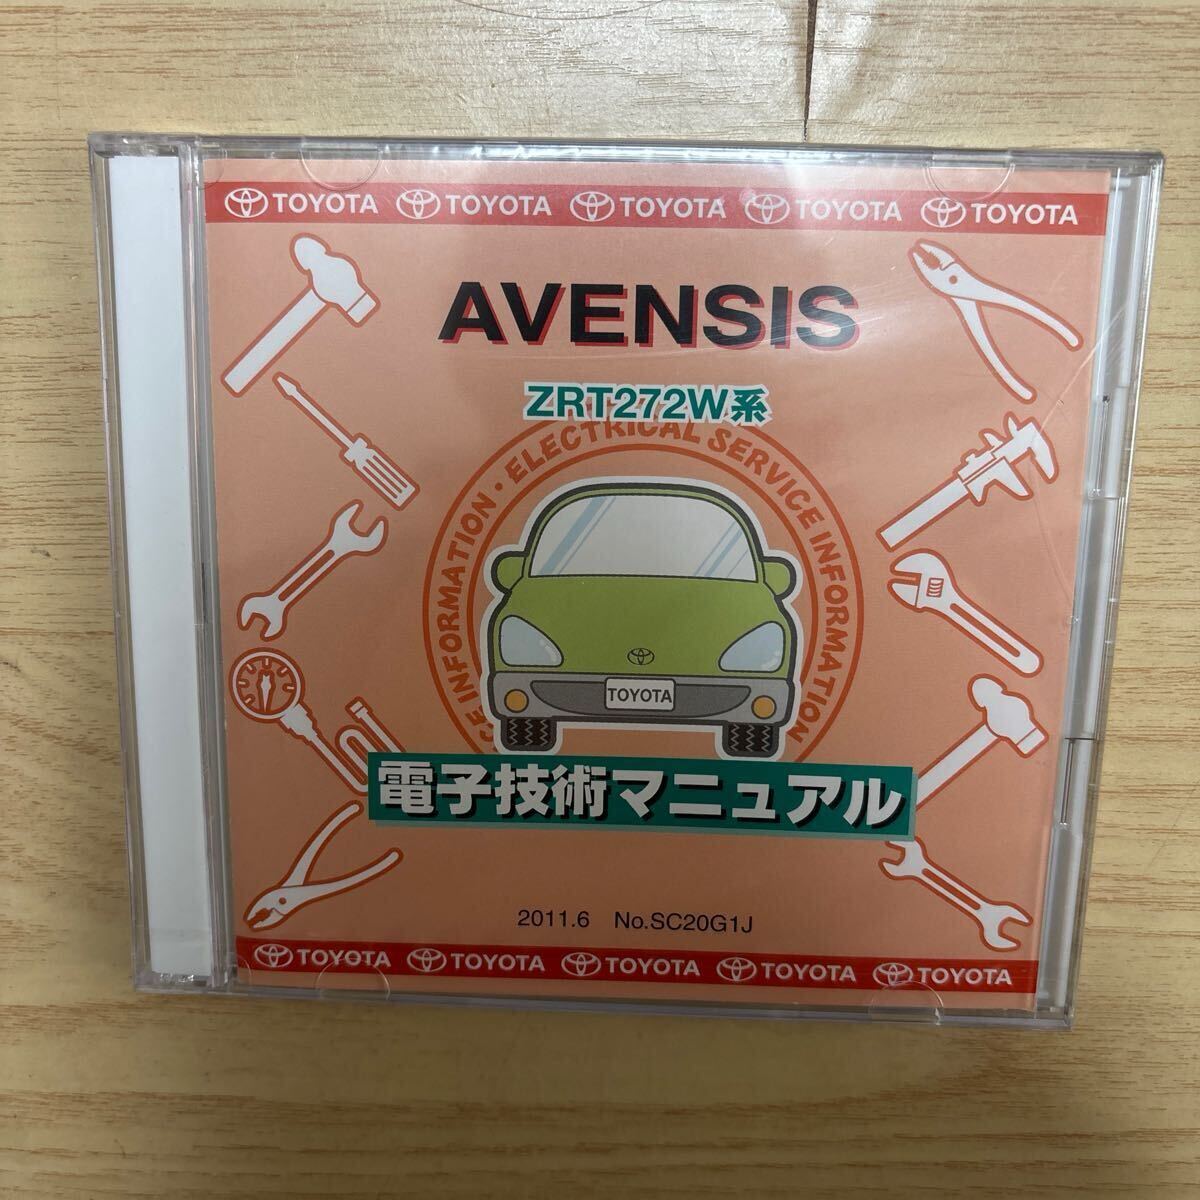 TOYOTA TOYOTA TOYOTA TOYOTA TOYOTA
AVENSIS
ZRT272W系
CE INFORMATION・ELECTRICAL SERVICE INFORMATION
TOYOTA
電子技術マニュアル
2011.6 No.SC20G1J
TOYOTA TOYOTA TOYOTA TOYOTA TOYOTA